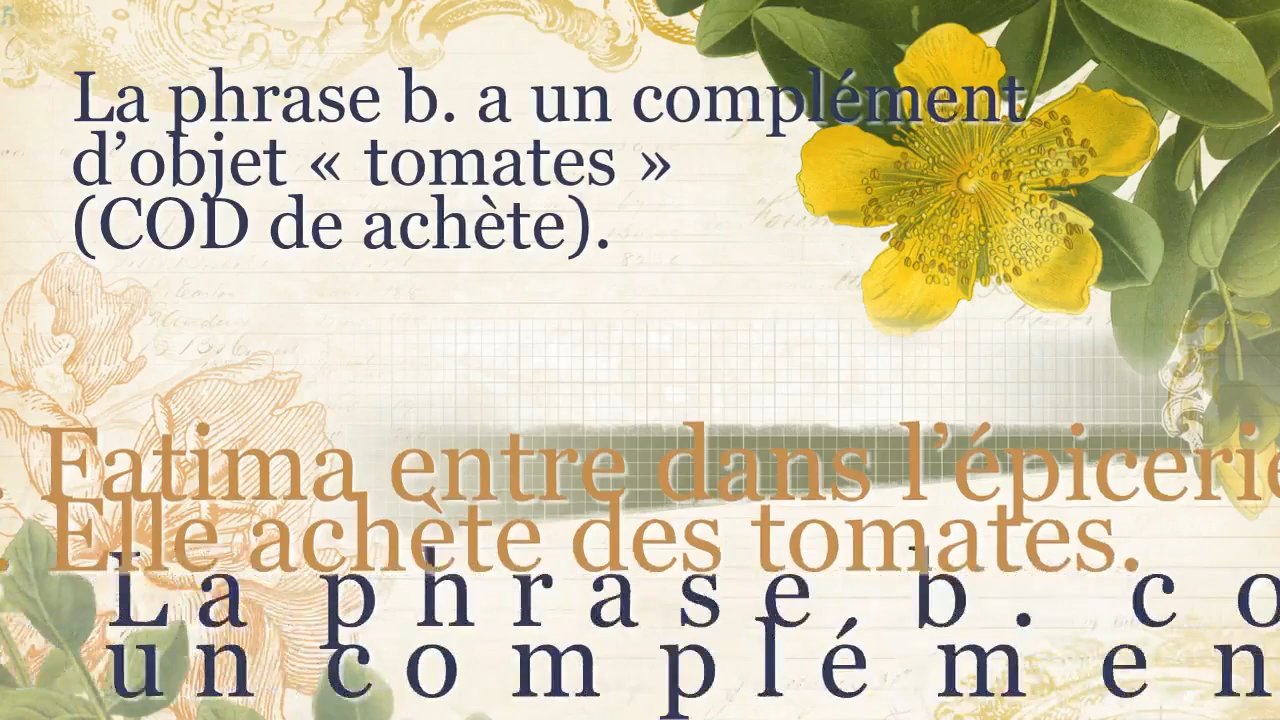 La phrase b. a un complément
d’objet « tomates »
(COD de achète).
. Fatima entre dans l’épicerie
. Elle achète des tomates.
La phrase b. co
un complémen